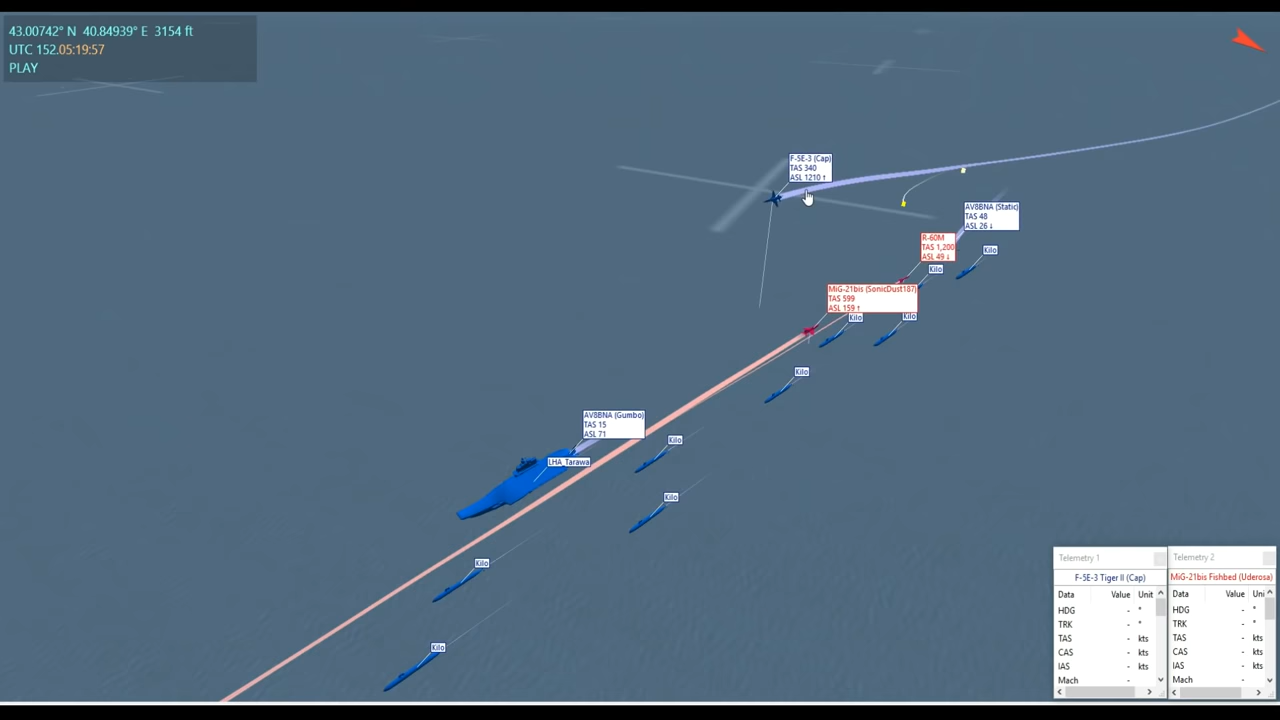 43.00742° N  40.84939° E  3154 ft
UTC 152.05:19:57
PLAY
F-5E-3 (Cap)
TAS 340
ASL 1210 ↑
AV8BNA (Static)
TAS 48
ASL 26 ↓
R-60M
TAS 1,200
ASL 49 ↓
Kilo
Kilo
MiG-21bis (SonicDust187)
TAS 599
ASL 159 ↑
Kilo
Kilo
Kilo
AV8BNA (Gumbo)
TAS 15
ASL 71
Kilo
LHA_Tarawa
Kilo
Kilo
Kilo
Telemetry 1
F-5E-3 Tiger II (Cap)
Data Value Unit
HDG - °
TRK - °
TAS - kts
CAS - kts
IAS - kts
Mach -
Telemetry 2
MiG-21bis Fishbed (Uderosa)
Data Value Uni
HDG - °
TRK - °
TAS - kts
CAS - kts
IAS - kts
Mach -